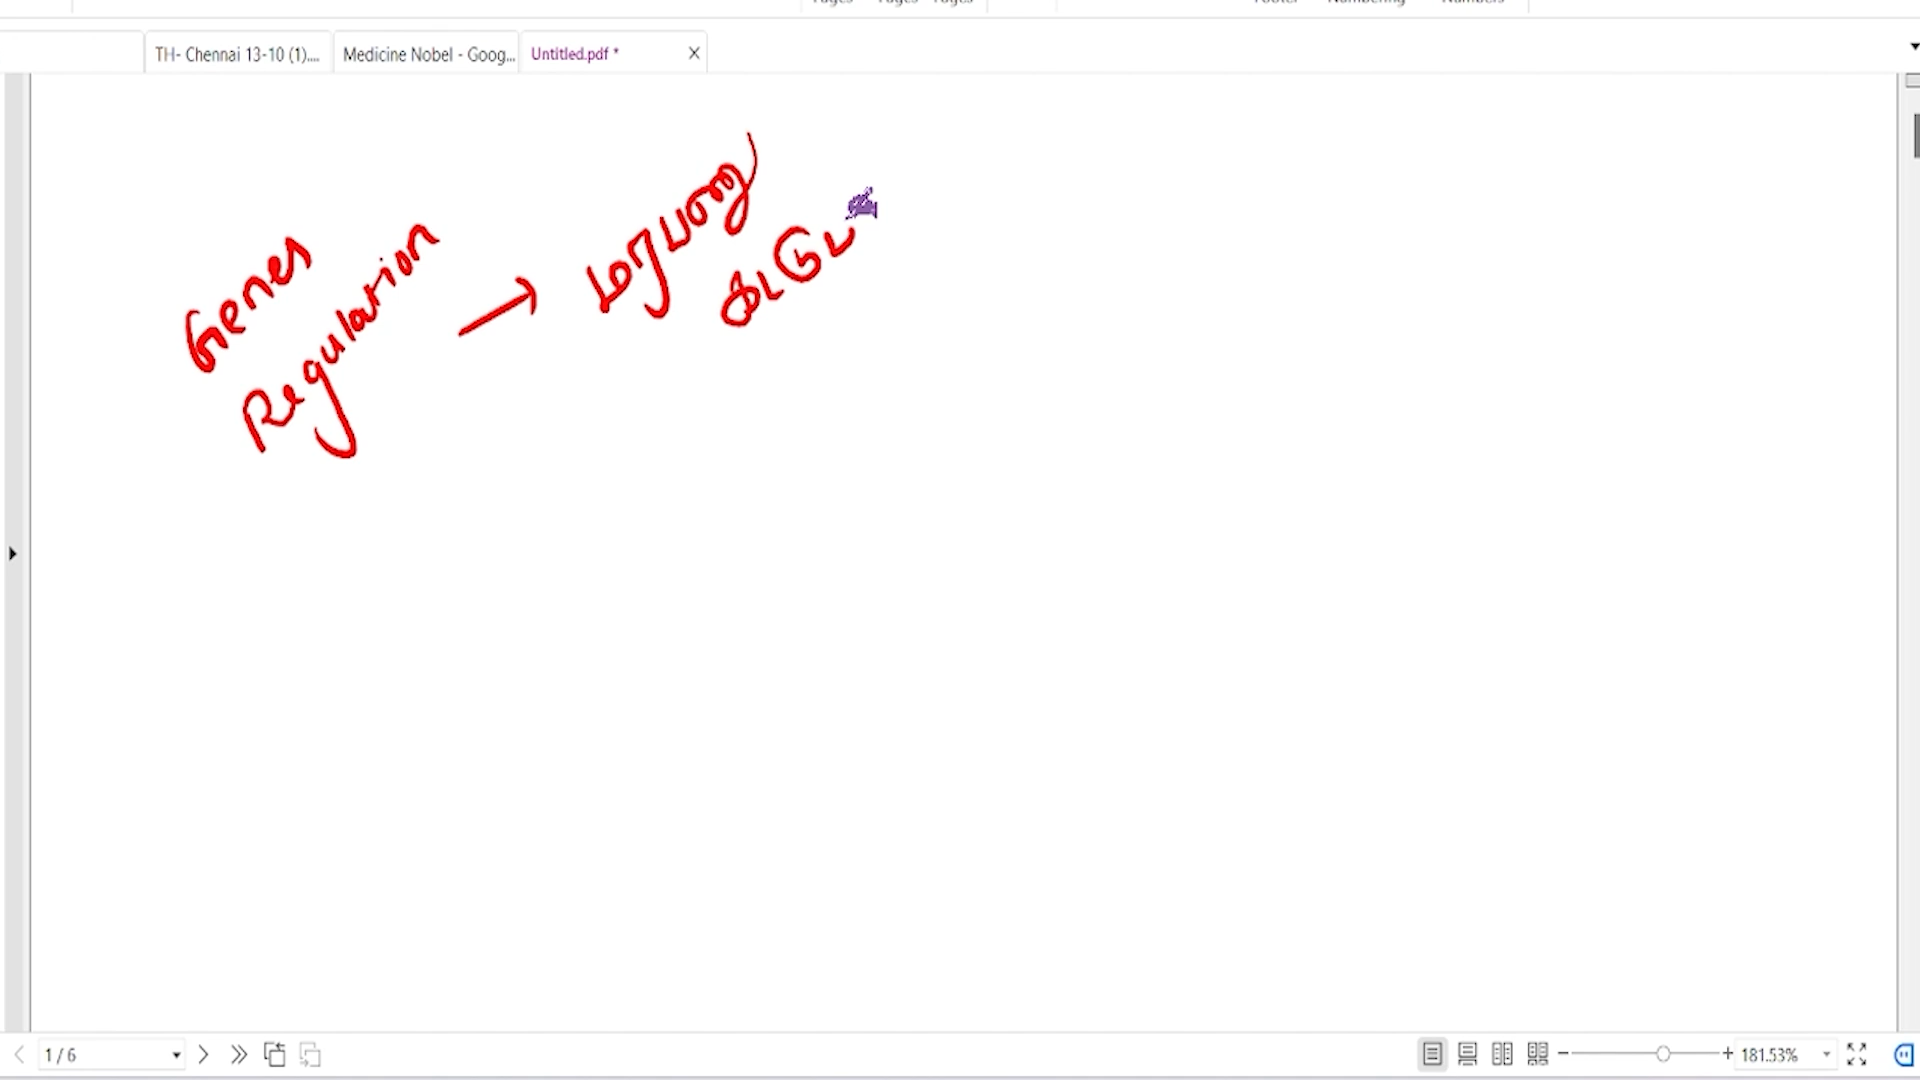 TH- Chennai 13-10 (1)....
Medicine Nobel - Goog...
Untitled.pdf *
Genes
Regulation
→ மரபணு
கட்டுப
1 / 6
181.53%